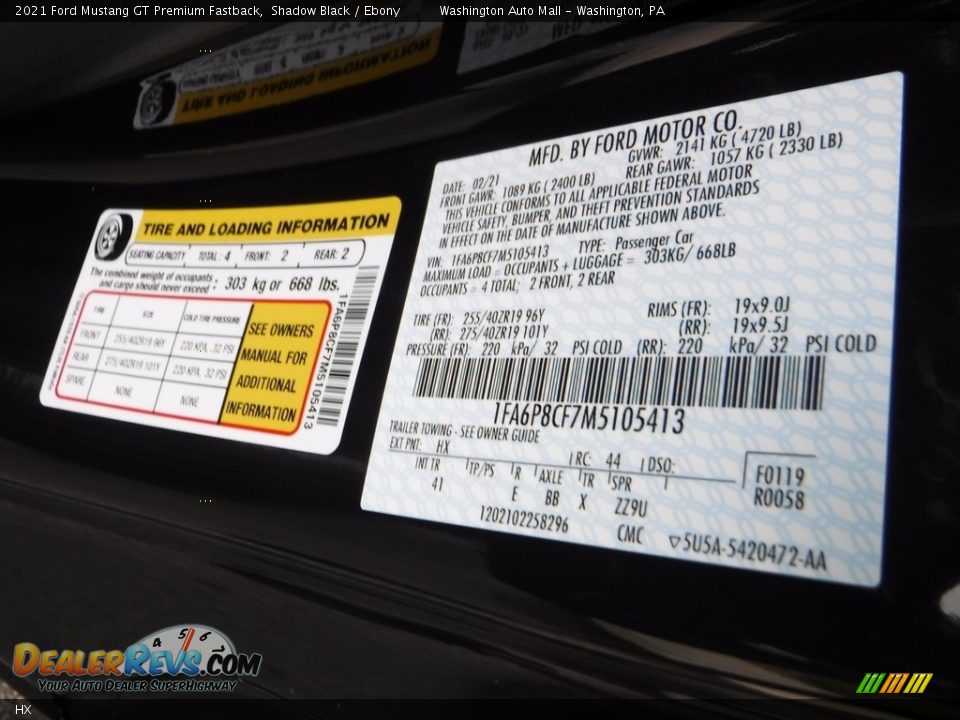 2021 Ford Mustang GT Premium Fastback, Shadow Black / Ebony Washington Auto Mall - Washington, PA
TIRE AND LOADING INFORMATION
TIRE AND LOADING INFORMATION
SEATING CAPACITY TOTAL: 4 FRONT: 2 REAR: 2
The combined weight of occupants and cargo should never exceed: 303 kg or 668 lbs.
TIRE SIZE COLD TIRE PRESSURE
FRONT 255/40ZR19 96Y 220 KPA, 32 PSI
REAR 275/40ZR19 101Y 220 KPA, 32 PSI
SPARE NONE NONE
SEE OWNERS
MANUAL FOR
ADDITIONAL
INFORMATION
1FA6P8CF7M5105413
MFD. BY FORD MOTOR CO.
DATE: 02/21 GVWR: 2141 KG ( 4720 LB)
FRONT GAWR: 1089 KG ( 2400 LB) REAR GAWR: 1057 KG ( 2330 LB)
THIS VEHICLE CONFORMS TO ALL APPLICABLE FEDERAL MOTOR
VEHICLE SAFETY, BUMPER, AND THEFT PREVENTION STANDARDS
IN EFFECT ON THE DATE OF MANUFACTURE SHOWN ABOVE.
VIN: 1FA6P8CF7M5105413 TYPE: Passenger Car
MAXIMUM LOAD = OCCUPANTS + LUGGAGE = 303KG/ 668LB
OCCUPANTS = 4 TOTAL; 2 FRONT, 2 REAR
TIRE (FR): 255/40ZR19 96Y RIMS (FR): 19x9.0J
(RR): 275/40ZR19 101Y (RR): 19x9.5J
PRESSURE (FR): 220 kPa/ 32 PSI COLD (RR): 220 kPa/ 32 PSI COLD
1FA6P8CF7M5105413
TRAILER TOWING - SEE OWNER GUIDE
EXT PNT: HX RC: 44 DSO: F0119
INT TR TP/PS R AXLE TR SPR R0058
41 E BB X ZZ9U
1202102258296 CMC ▽5U5A-5420472-AA
4 5 6
DEALERREVS.COM
YOUR AUTO DEALER SUPERHIGHWAY
HX